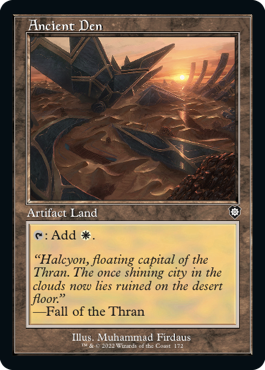 Ancient Den
Artifact Land
: Add .
“Halcyon, floating capital of the
Thran. The once shining city in the
clouds now lies ruined on the desert
floor.”
—Fall of the Thran
Illus. Muhammad Firdaus
™ & © 2022 Wizards of the Coast 172